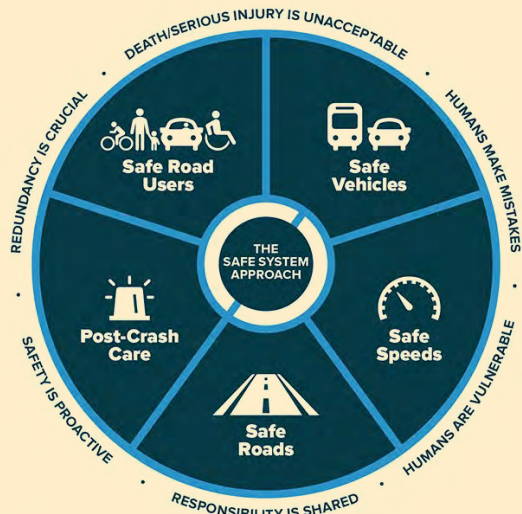 DEATH/SERIOUS INJURY IS UNACCEPTABLE
HUMANS MAKE MISTAKES
HUMANS ARE VULNERABLE
RESPONSIBILITY IS SHARED
SAFETY IS PROACTIVE
REDUNDANCY IS CRUCIAL
Safe Road
Users
Safe
Vehicles
THE
SAFE SYSTEM
APPROACH
Post-Crash
Care
Safe
Speeds
Safe
Roads